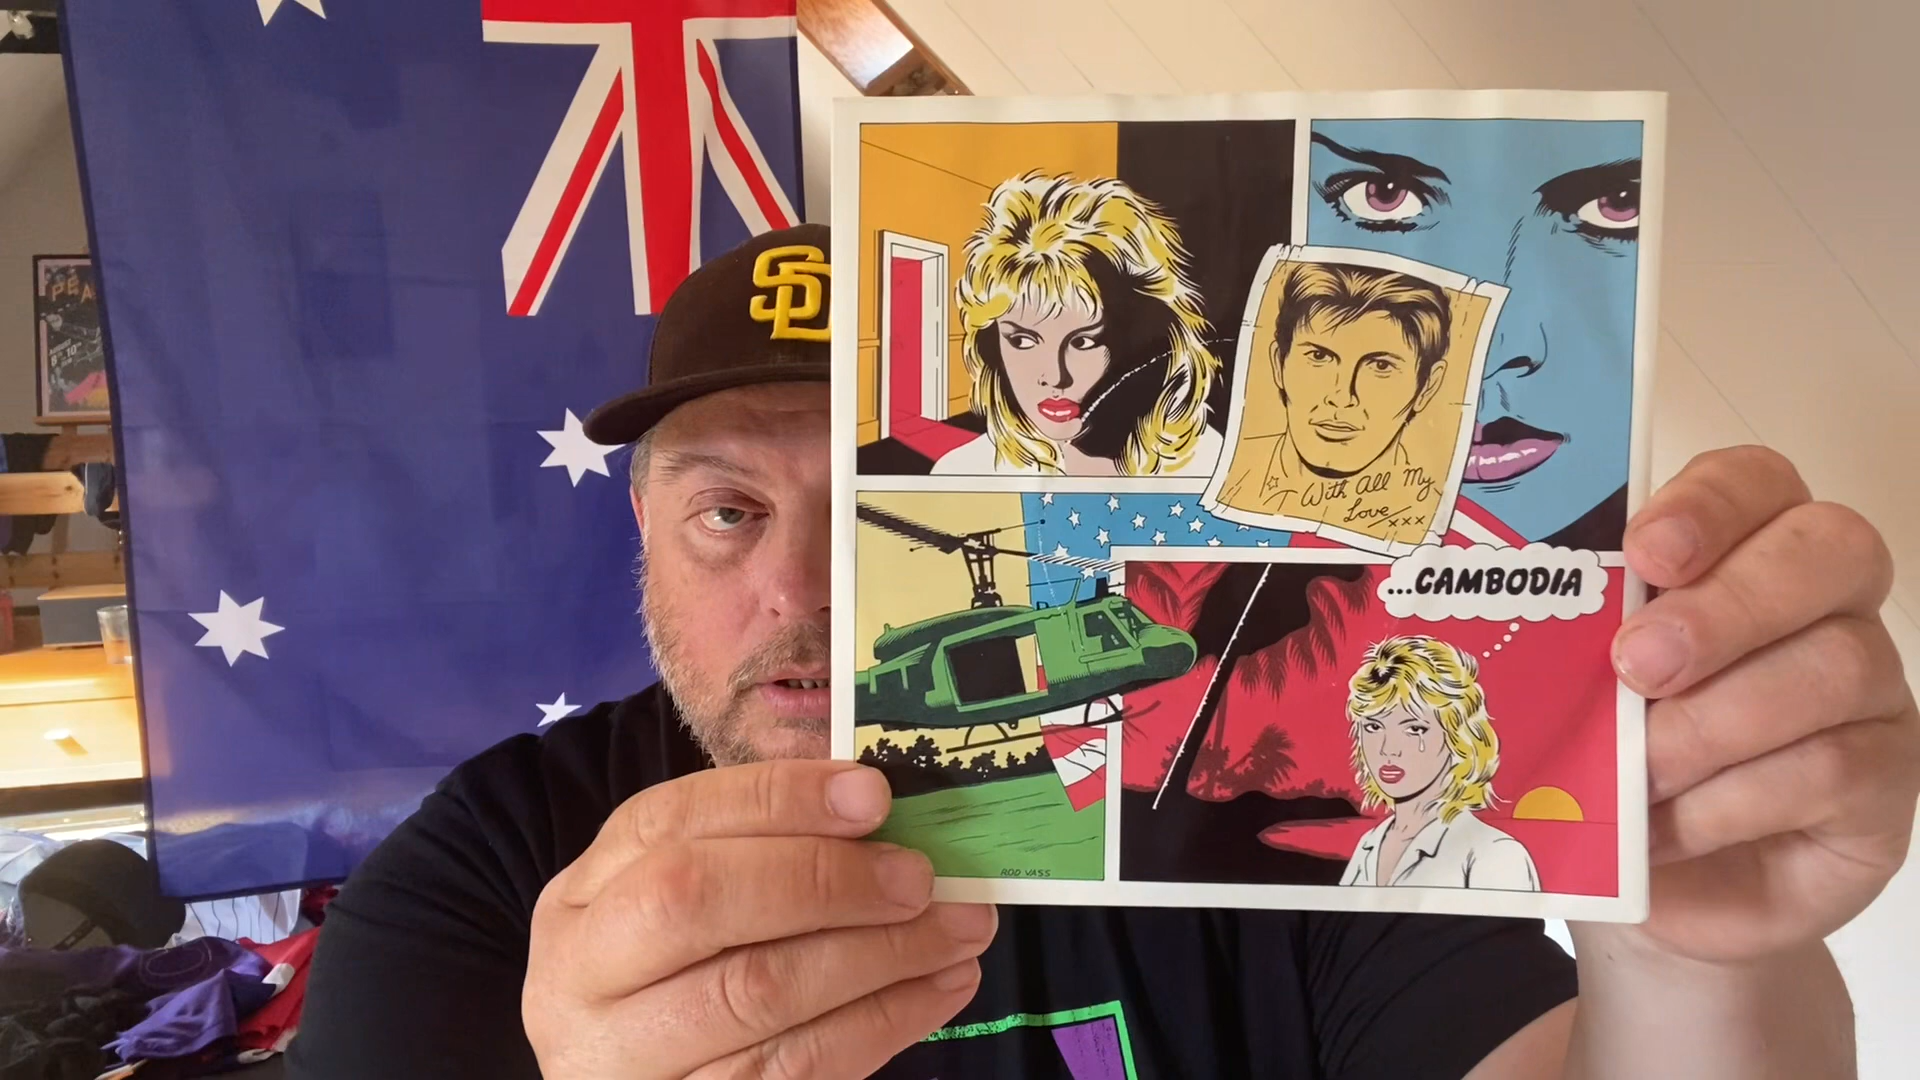 SD
With All My
Love xxx
...CAMBODIA
ROD VASS